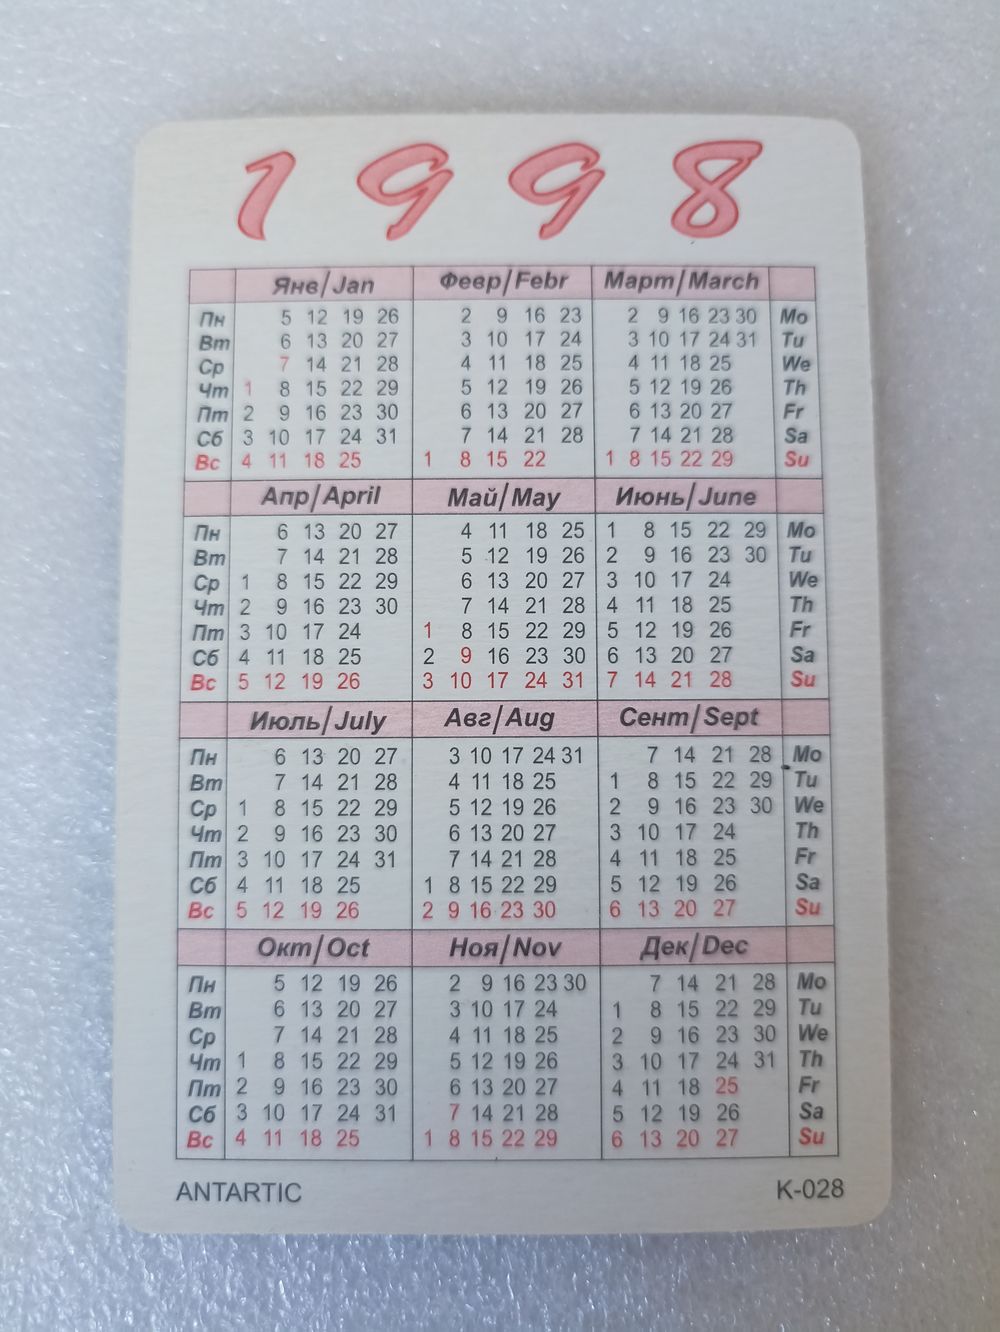 1998
Янв/Jan Февр/Febr Март/March
Пн 5 12 19 26 2 9 16 23 2 9 16 23 30 Mo
Вт 6 13 20 27 3 10 17 24 3 10 17 24 31 Tu
Ср 7 14 21 28 4 11 18 25 4 11 18 25 We
Чт 1 8 15 22 29 5 12 19 26 5 12 19 26 Th
Пт 2 9 16 23 30 6 13 20 27 6 13 20 27 Fr
Сб 3 10 17 24 31 7 14 21 28 7 14 21 28 Sa
Вс 4 11 18 25 1 8 15 22 1 8 15 22 29 Su
Апр/April Май/May Июнь/June
Пн 6 13 20 27 4 11 18 25 1 8 15 22 29 Mo
Вт 7 14 21 28 5 12 19 26 2 9 16 23 30 Tu
Ср 1 8 15 22 29 6 13 20 27 3 10 17 24 We
Чт 2 9 16 23 30 7 14 21 28 4 11 18 25 Th
Пт 3 10 17 24 1 8 15 22 29 5 12 19 26 Fr
Сб 4 11 18 25 2 9 16 23 30 6 13 20 27 Sa
Вс 5 12 19 26 3 10 17 24 31 7 14 21 28 Su
Июль/July Авг/Aug Сент/Sept
Пн 6 13 20 27 3 10 17 24 31 7 14 21 28 Mo
Вт 7 14 21 28 4 11 18 25 1 8 15 22 29 Tu
Ср 1 8 15 22 29 5 12 19 26 2 9 16 23 30 We
Чт 2 9 16 23 30 6 13 20 27 3 10 17 24 Th
Пт 3 10 17 24 31 7 14 21 28 4 11 18 25 Fr
Сб 4 11 18 25 1 8 15 22 29 5 12 19 26 Sa
Вс 5 12 19 26 2 9 16 23 30 6 13 20 27 Su
Окт/Oct Ноя/Nov Дек/Dec
Пн 5 12 19 26 2 9 16 23 30 7 14 21 28 Mo
Вт 6 13 20 27 3 10 17 24 1 8 15 22 29 Tu
Ср 7 14 21 28 4 11 18 25 2 9 16 23 30 We
Чт 1 8 15 22 29 5 12 19 26 3 10 17 24 31 Th
Пт 2 9 16 23 30 6 13 20 27 4 11 18 25 Fr
Сб 3 10 17 24 31 7 14 21 28 5 12 19 26 Sa
Вс 4 11 18 25 1 8 15 22 29 6 13 20 27 Su
ANTARTIC K-028